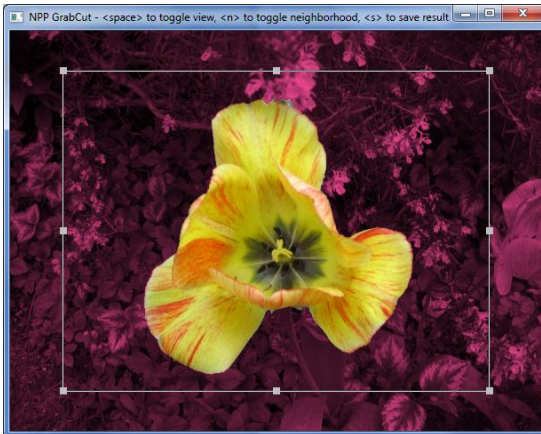 NPP GrabCut - <space> to toggle view, <n> to toggle neighborhood, <s> to save result